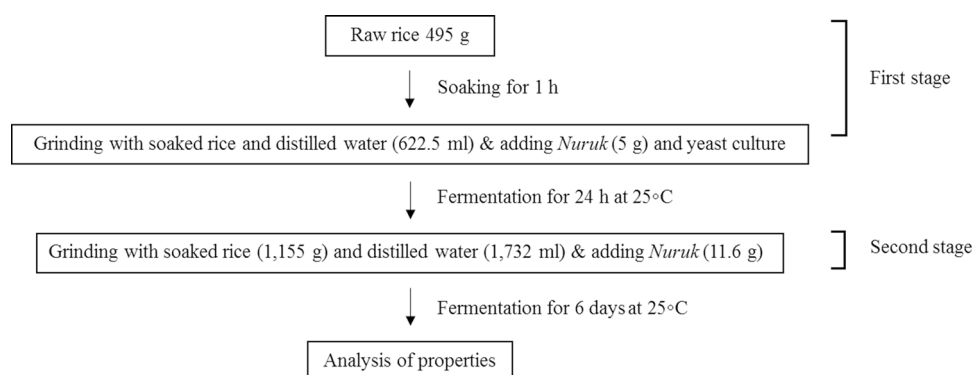 Raw rice 495 g
First stage
Soaking for 1 h
Grinding with soaked rice and distilled water (622.5 ml) & adding Nuruk (5 g) and yeast culture
Fermentation for 24 h at 25◦C
Grinding with soaked rice (1,155 g) and distilled water (1,732 ml) & adding Nuruk (11.6 g)
Second stage
Fermentation for 6 days at 25◦C
Analysis of properties